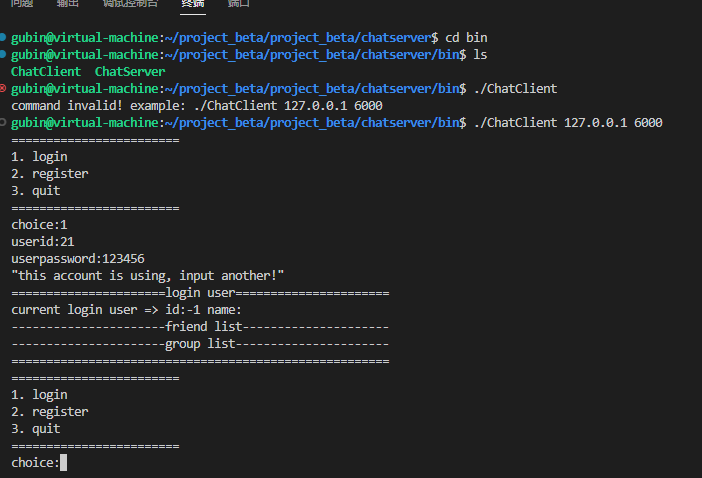 问题 输出 调试控制台 终端 端口
gubin@virtual-machine:~/project_beta/project_beta/chatserver$ cd bin
gubin@virtual-machine:~/project_beta/project_beta/chatserver/bin$ ls
ChatClient  ChatServer
gubin@virtual-machine:~/project_beta/project_beta/chatserver/bin$ ./ChatClient
command invalid! example: ./ChatClient 127.0.0.1 6000
gubin@virtual-machine:~/project_beta/project_beta/chatserver/bin$ ./ChatClient 127.0.0.1 6000
========================
1. login
2. register
3. quit
========================
choice:1
userid:21
userpassword:123456
"this account is using, input another!"
======================login user======================
current login user => id:-1 name:
----------------------friend list---------------------
----------------------group list----------------------
======================================================
========================
1. login
2. register
3. quit
========================
choice: